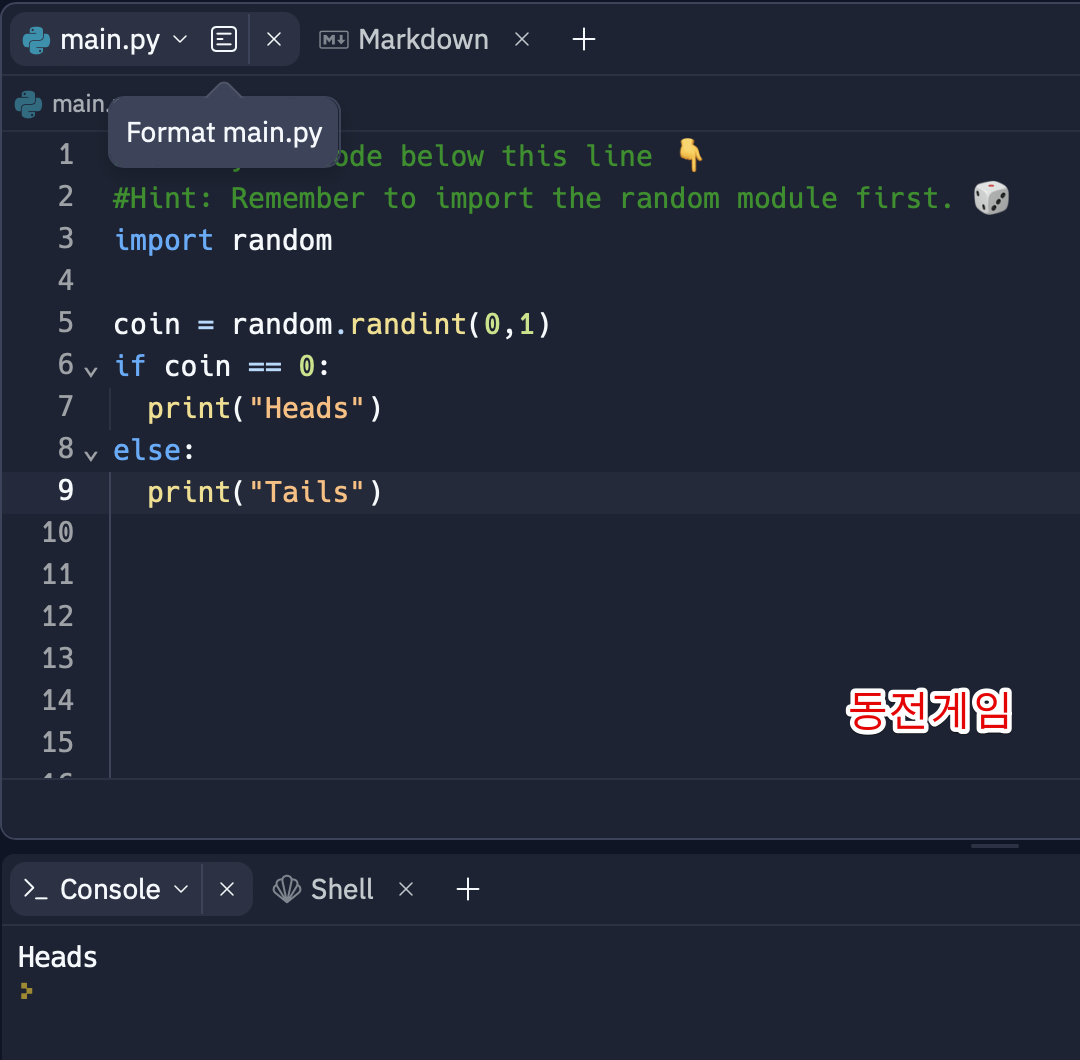 main.py
Markdown
main.
Format main.py
1 ode below this line 👇
2 #Hint: Remember to import the random module first. 🎲
3 import random
4
5 coin = random.randint(0,1)
6 if coin == 0:
7   print("Heads")
8 else:
9   print("Tails")
10
11
12
13
14
동전게임
15
Console
Shell
Heads